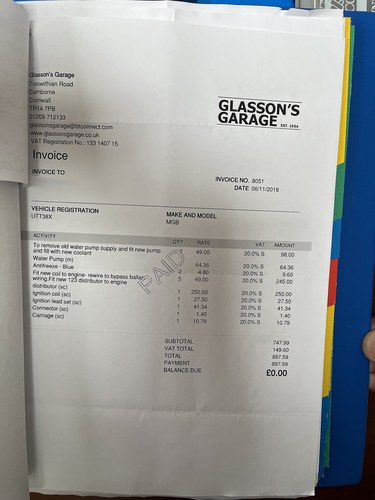 Glasson's Garage
Treswithian Road
Camborne
Cornwall
TR14 7PB
01209 712133
glassonsgarage@btconnect.com
www.glassonsgarage.co.uk
VAT Registration No.: 133 1407 15
GLASSON'S
GARAGE EST. 1934
Invoice
INVOICE TO
INVOICE NO. 8051
DATE 06/11/2018
VEHICLE REGISTRATION MAKE AND MODEL
UTT38X MGB
ACTIVITY QTY RATE VAT AMOUNT
To remove old water pump supply and fit new pump 2 49.00 20.0% S 98.00
and fill with new coolant
Water Pump (m) 64.36 20.0% S 64.36
Antifreeze - Blue 2 4.80 20.0% S 9.60
Fit new coil to engine- rewire to bypass ballast 5 49.00 20.0% S 245.00
wiring.Fit new 123 distributor to engine
distributor (sc) 1 250.00 20.0% S 250.00
Ignition coil (sc) 1 27.50 20.0% S 27.50
Ignition lead set (sc) 1 41.34 20.0% S 41.34
Connector (sc) 1 1.40 20.0% S 1.40
Carriage (sc) 1 10.79 20.0% S 10.79
PAID
SUBTOTAL 747.99
VAT TOTAL 149.60
TOTAL 897.59
PAYMENT 897.59
BALANCE DUE £0.00